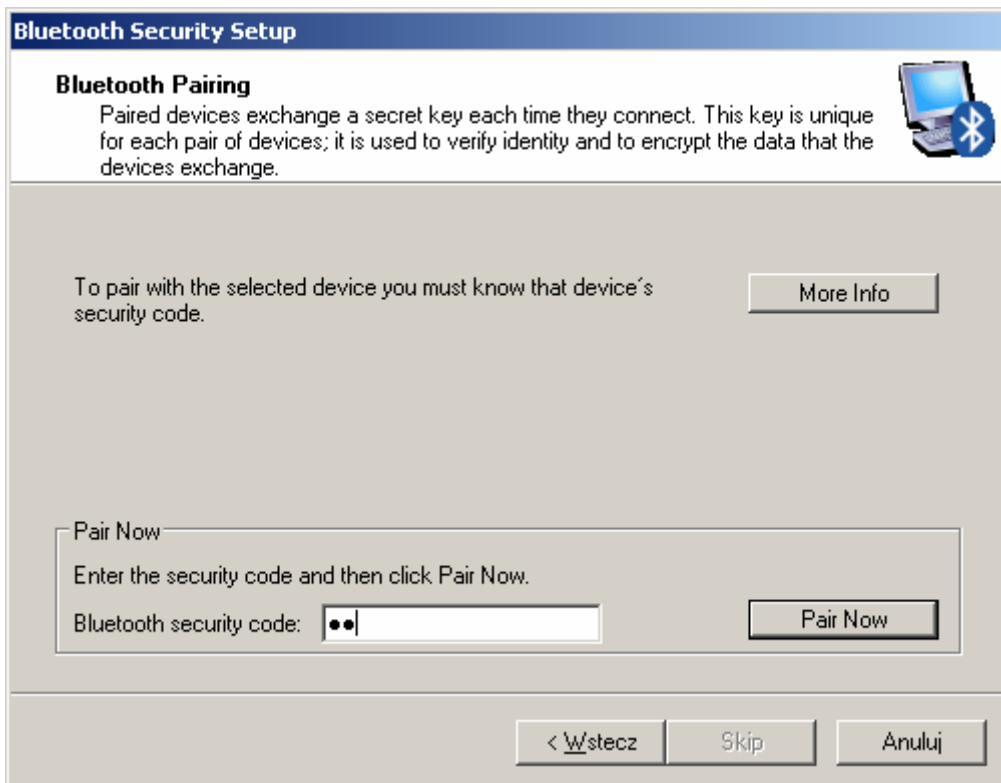 Bluetooth Security Setup
Bluetooth Pairing
Paired devices exchange a secret key each time they connect. This key is unique
for each pair of devices; it is used to verify identity and to encrypt the data that the
devices exchange.
To pair with the selected device you must know that device´s
security code.
More Info
Pair Now
Enter the security code and then click Pair Now.
Bluetooth security code: ●●
Pair Now
< Wstecz
Skip
Anuluj